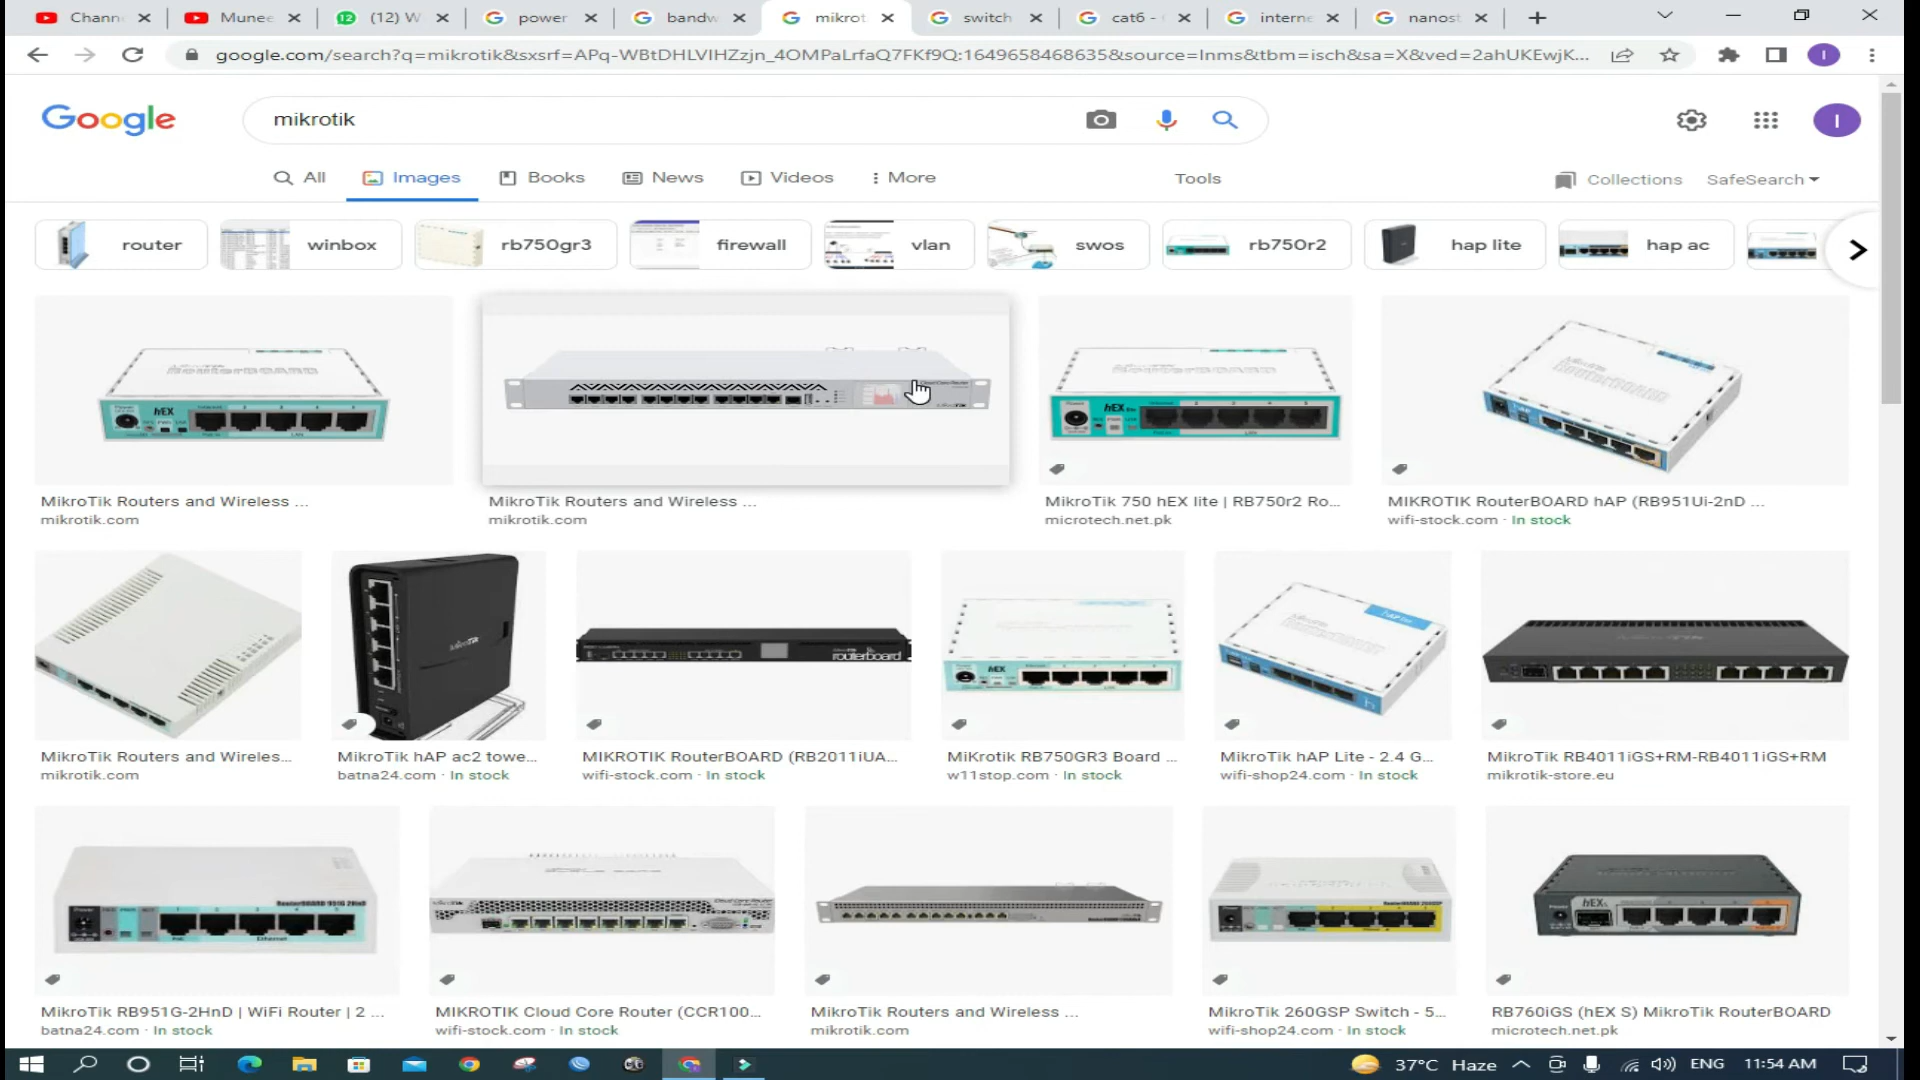 Chann
Mune
(12) W
power
bandw
mikrot
switch
cat6 -
interne
nanost
google.com/search?q=mikrotik&sxsrf=APq-WBtDHLVIHZzjn_4OMPaLrfaQ7FKf9Q:1649658468635&source=lnms&tbm=isch&sa=X&ved=2ahUKEwjK...
Google
mikrotik
All
Images
Books
News
Videos
More
Tools
Collections
SafeSearch
router
winbox
rb750gr3
firewall
vlan
swos
rb750r2
hap lite
hap ac
MikroTik Routers and Wireless ...
mikrotik.com
MikroTik Routers and Wireless ...
mikrotik.com
MikroTik 750 hEX lite | RB750r2 Ro...
microtech.net.pk
MIKROTIK RouterBOARD hAP (RB951Ui-2nD ...
wifi-stock.com · In stock
MikroTik Routers and Wireles...
mikrotik.com
MikroTik hAP ac2 towe...
batna24.com · In stock
MIKROTIK RouterBOARD (RB2011iUA...
wifi-stock.com · In stock
MiKrotik RB750GR3 Board ...
w11stop.com · In stock
MikroTik hAP Lite - 2.4 G...
wifi-shop24.com · In stock
MikroTik RB4011iGS+RM-RB4011iGS+RM
mikrotik-store.eu
MikroTik RB951G-2HnD | WiFi Router | 2 ...
batna24.com · In stock
MIKROTIK Cloud Core Router (CCR100...
wifi-stock.com · In stock
MikroTik Routers and Wireless ...
mikrotik.com
MikroTik 260GSP Switch - 5...
wifi-shop24.com · In stock
RB760iGS (hEX S) MikroTik RouterBOARD
microtech.net.pk
37°C Haze
ENG
11:54 AM